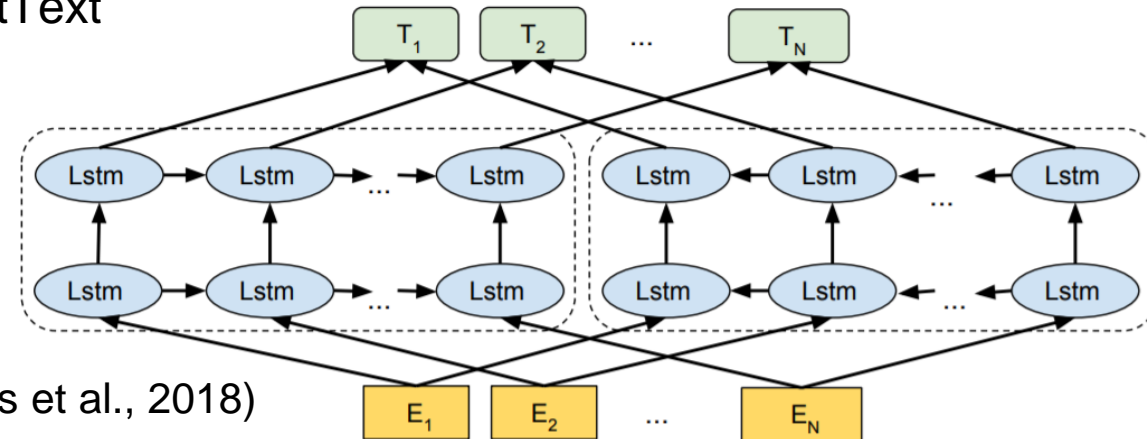 tText
T1 T2 ... TN
Lstm Lstm ... Lstm Lstm Lstm ... Lstm
Lstm Lstm ... Lstm Lstm Lstm ... Lstm
s et al., 2018)
E1 E2 ... EN